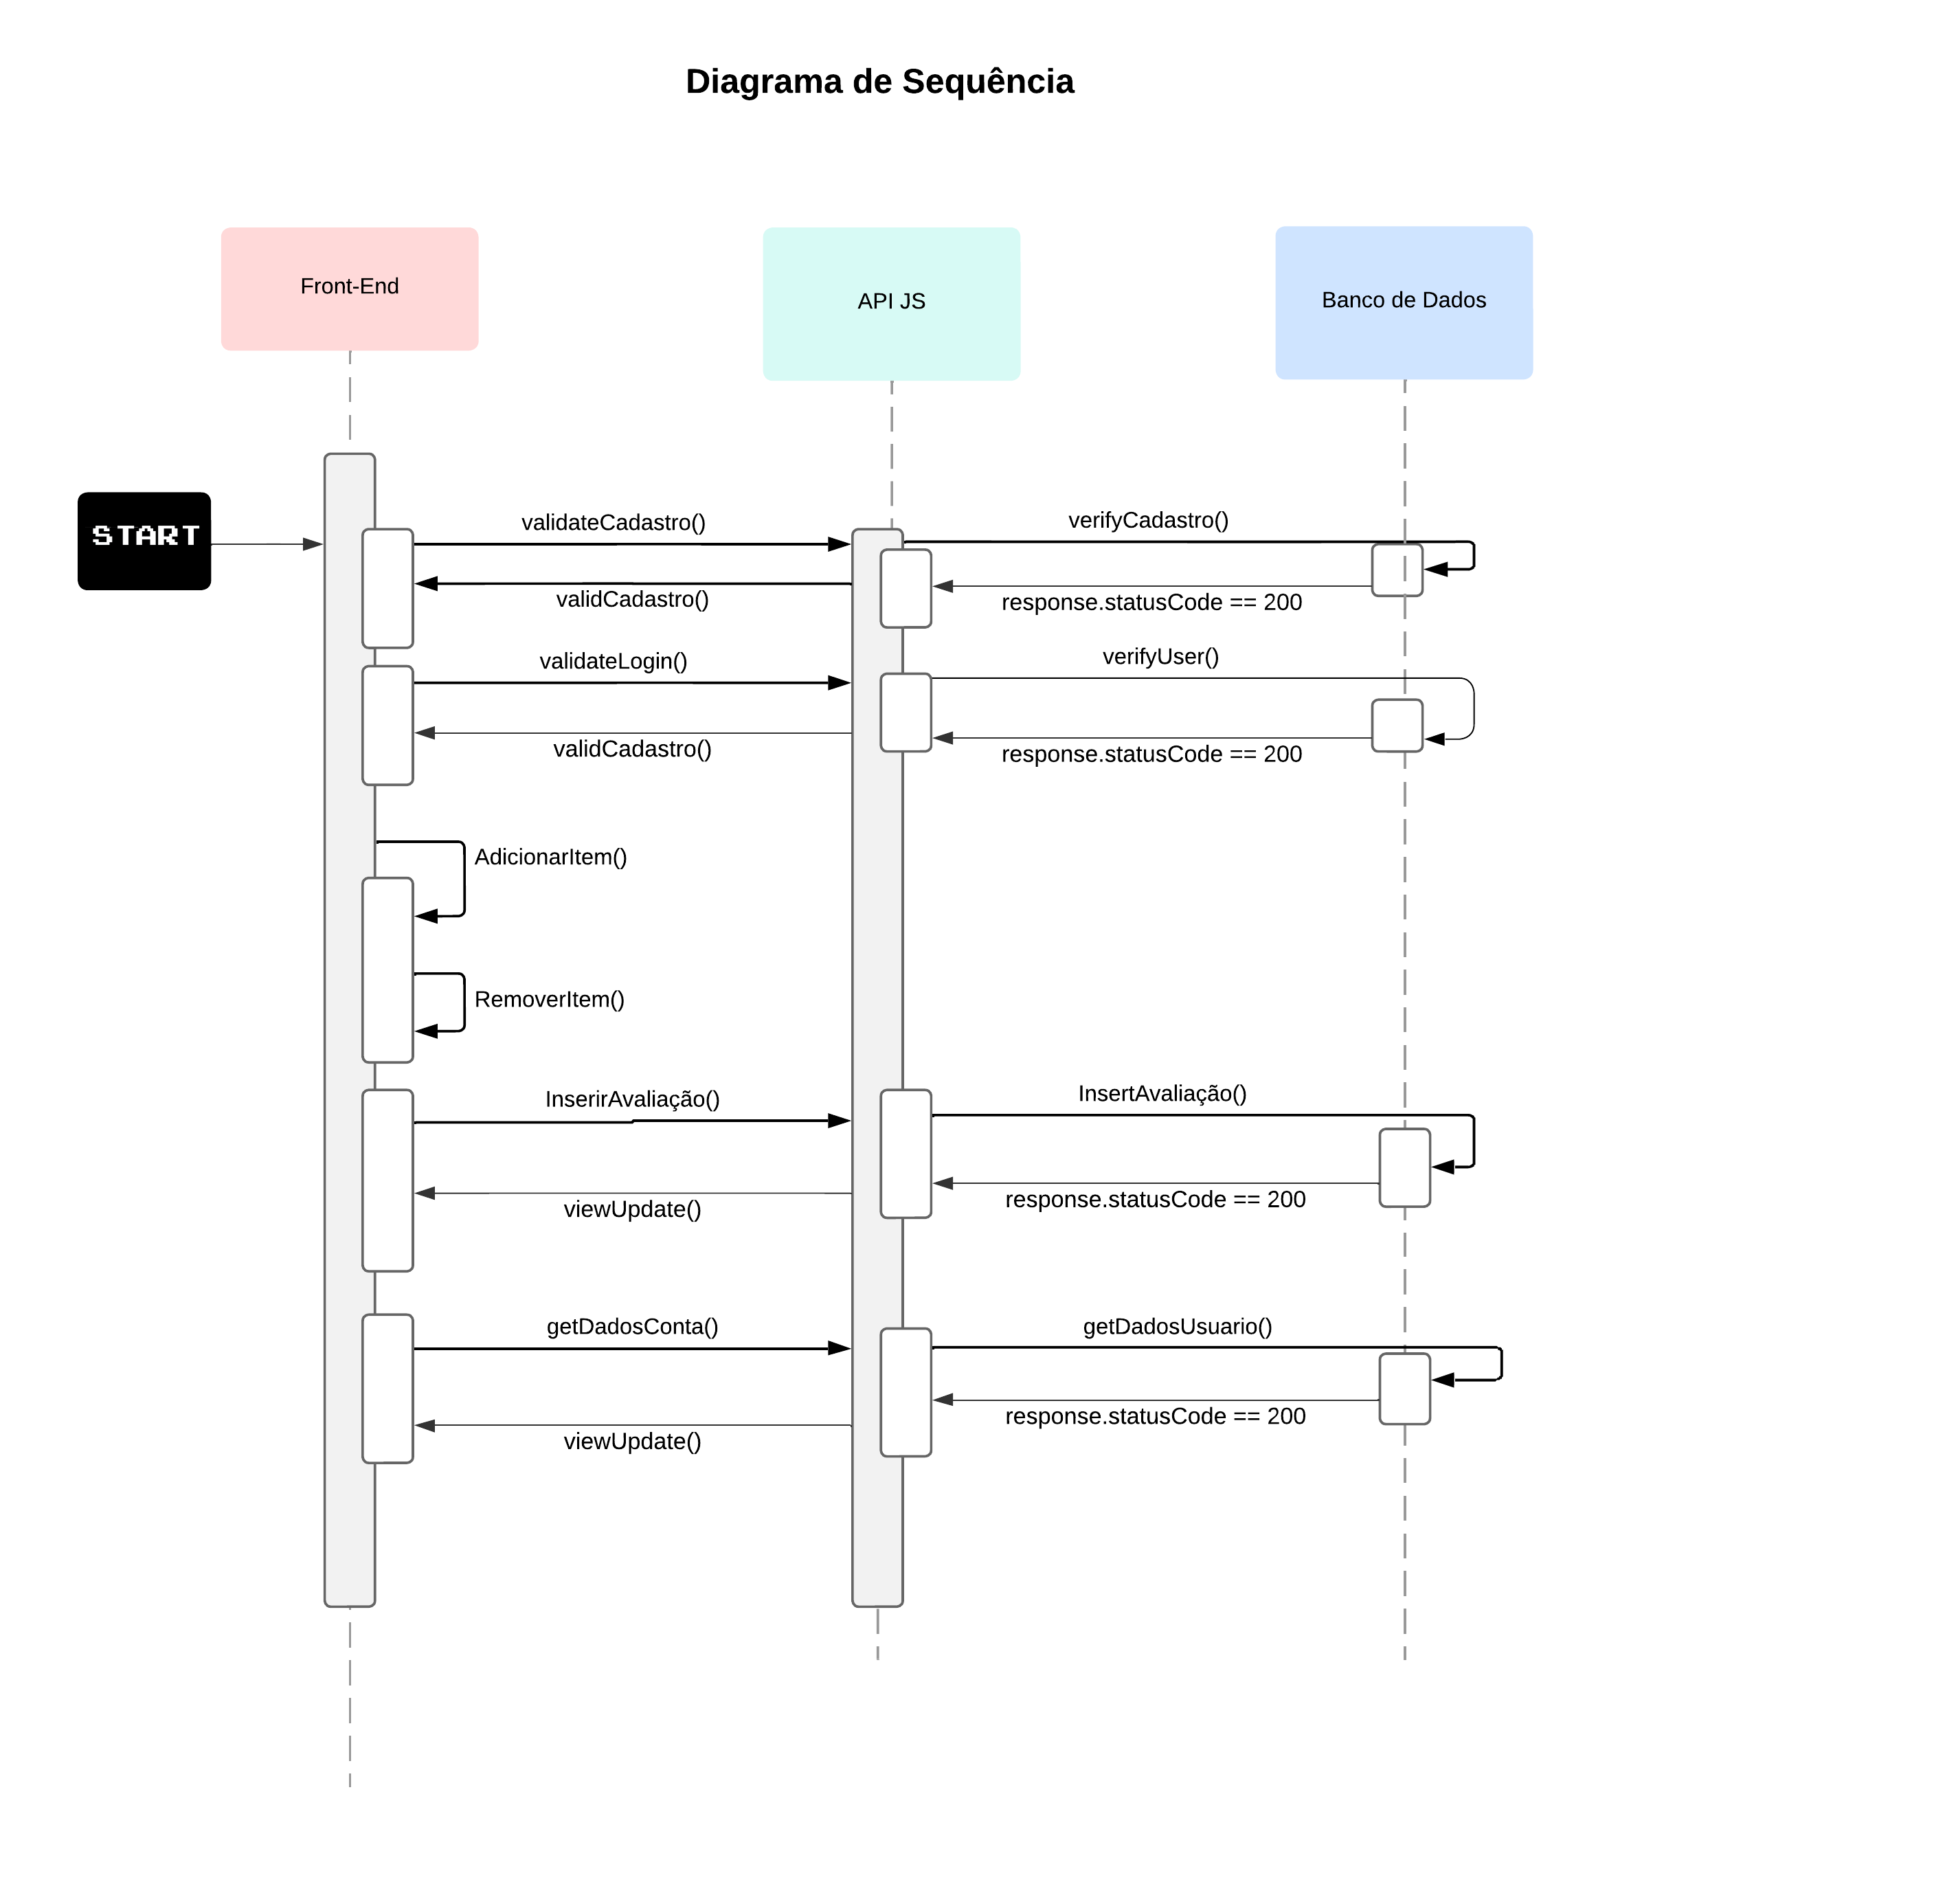 Diagrama de Sequência
Front-End
API JS
Banco de Dados
START
validateCadastro()
verifyCadastro()
validCadastro()
response.statusCode == 200
validateLogin()
verifyUser()
validCadastro()
response.statusCode == 200
AdicionarItem()
RemoverItem()
InserirAvaliação()
InsertAvaliação()
viewUpdate()
response.statusCode == 200
getDadosConta()
getDadosUsuario()
response.statusCode == 200
viewUpdate()